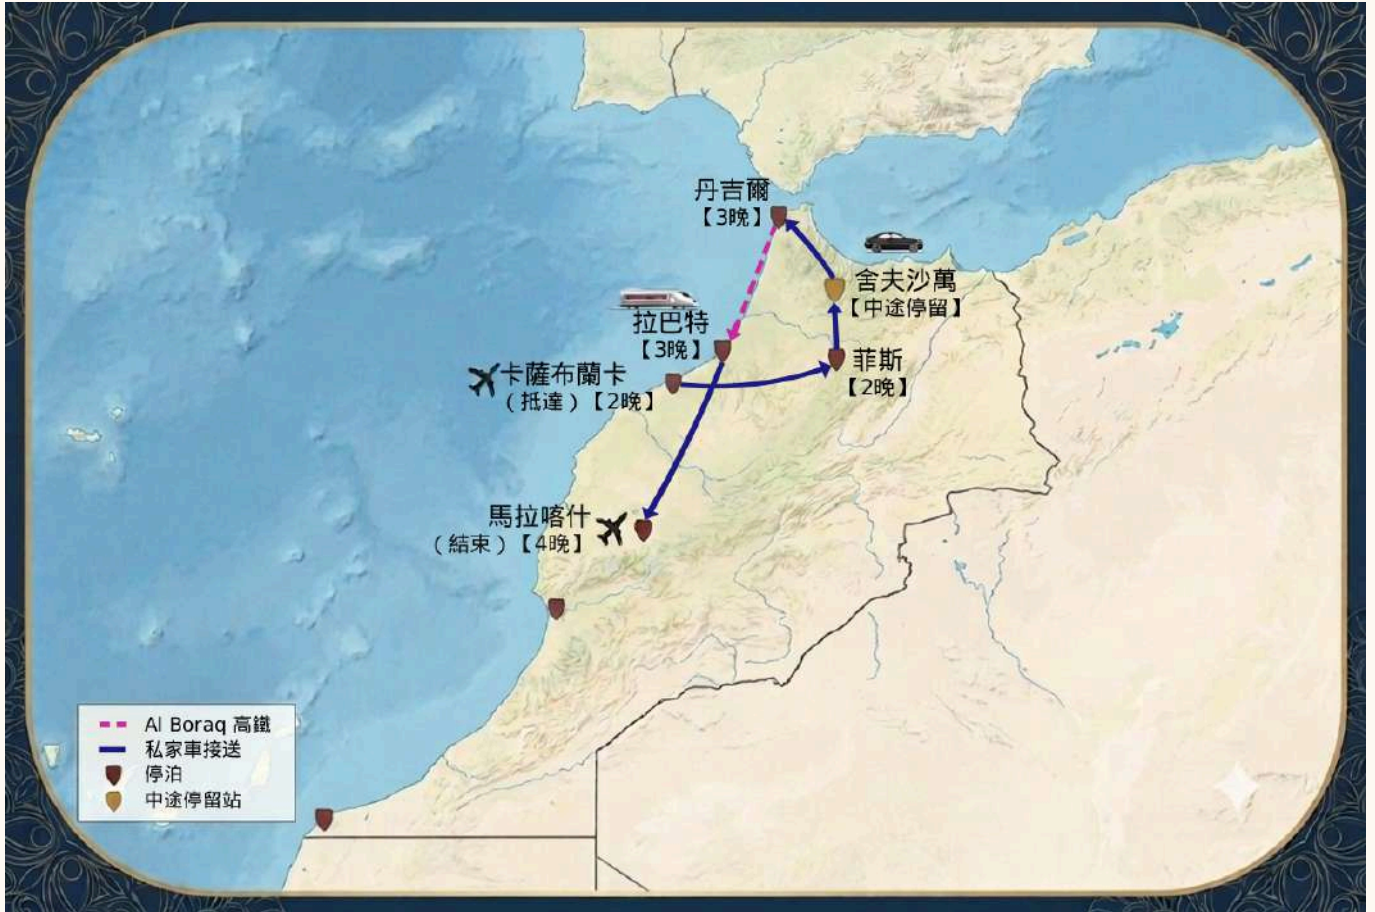 丹吉爾
【3晚】
舍夫沙萬
【中途停留】
拉巴特
【3晚】
菲斯
【2晚】
卡薩布蘭卡
（抵達）【2晚】
馬拉喀什
（結束）【4晚】
Al Boraq 高鐵
私家車接送
停泊
中途停留站